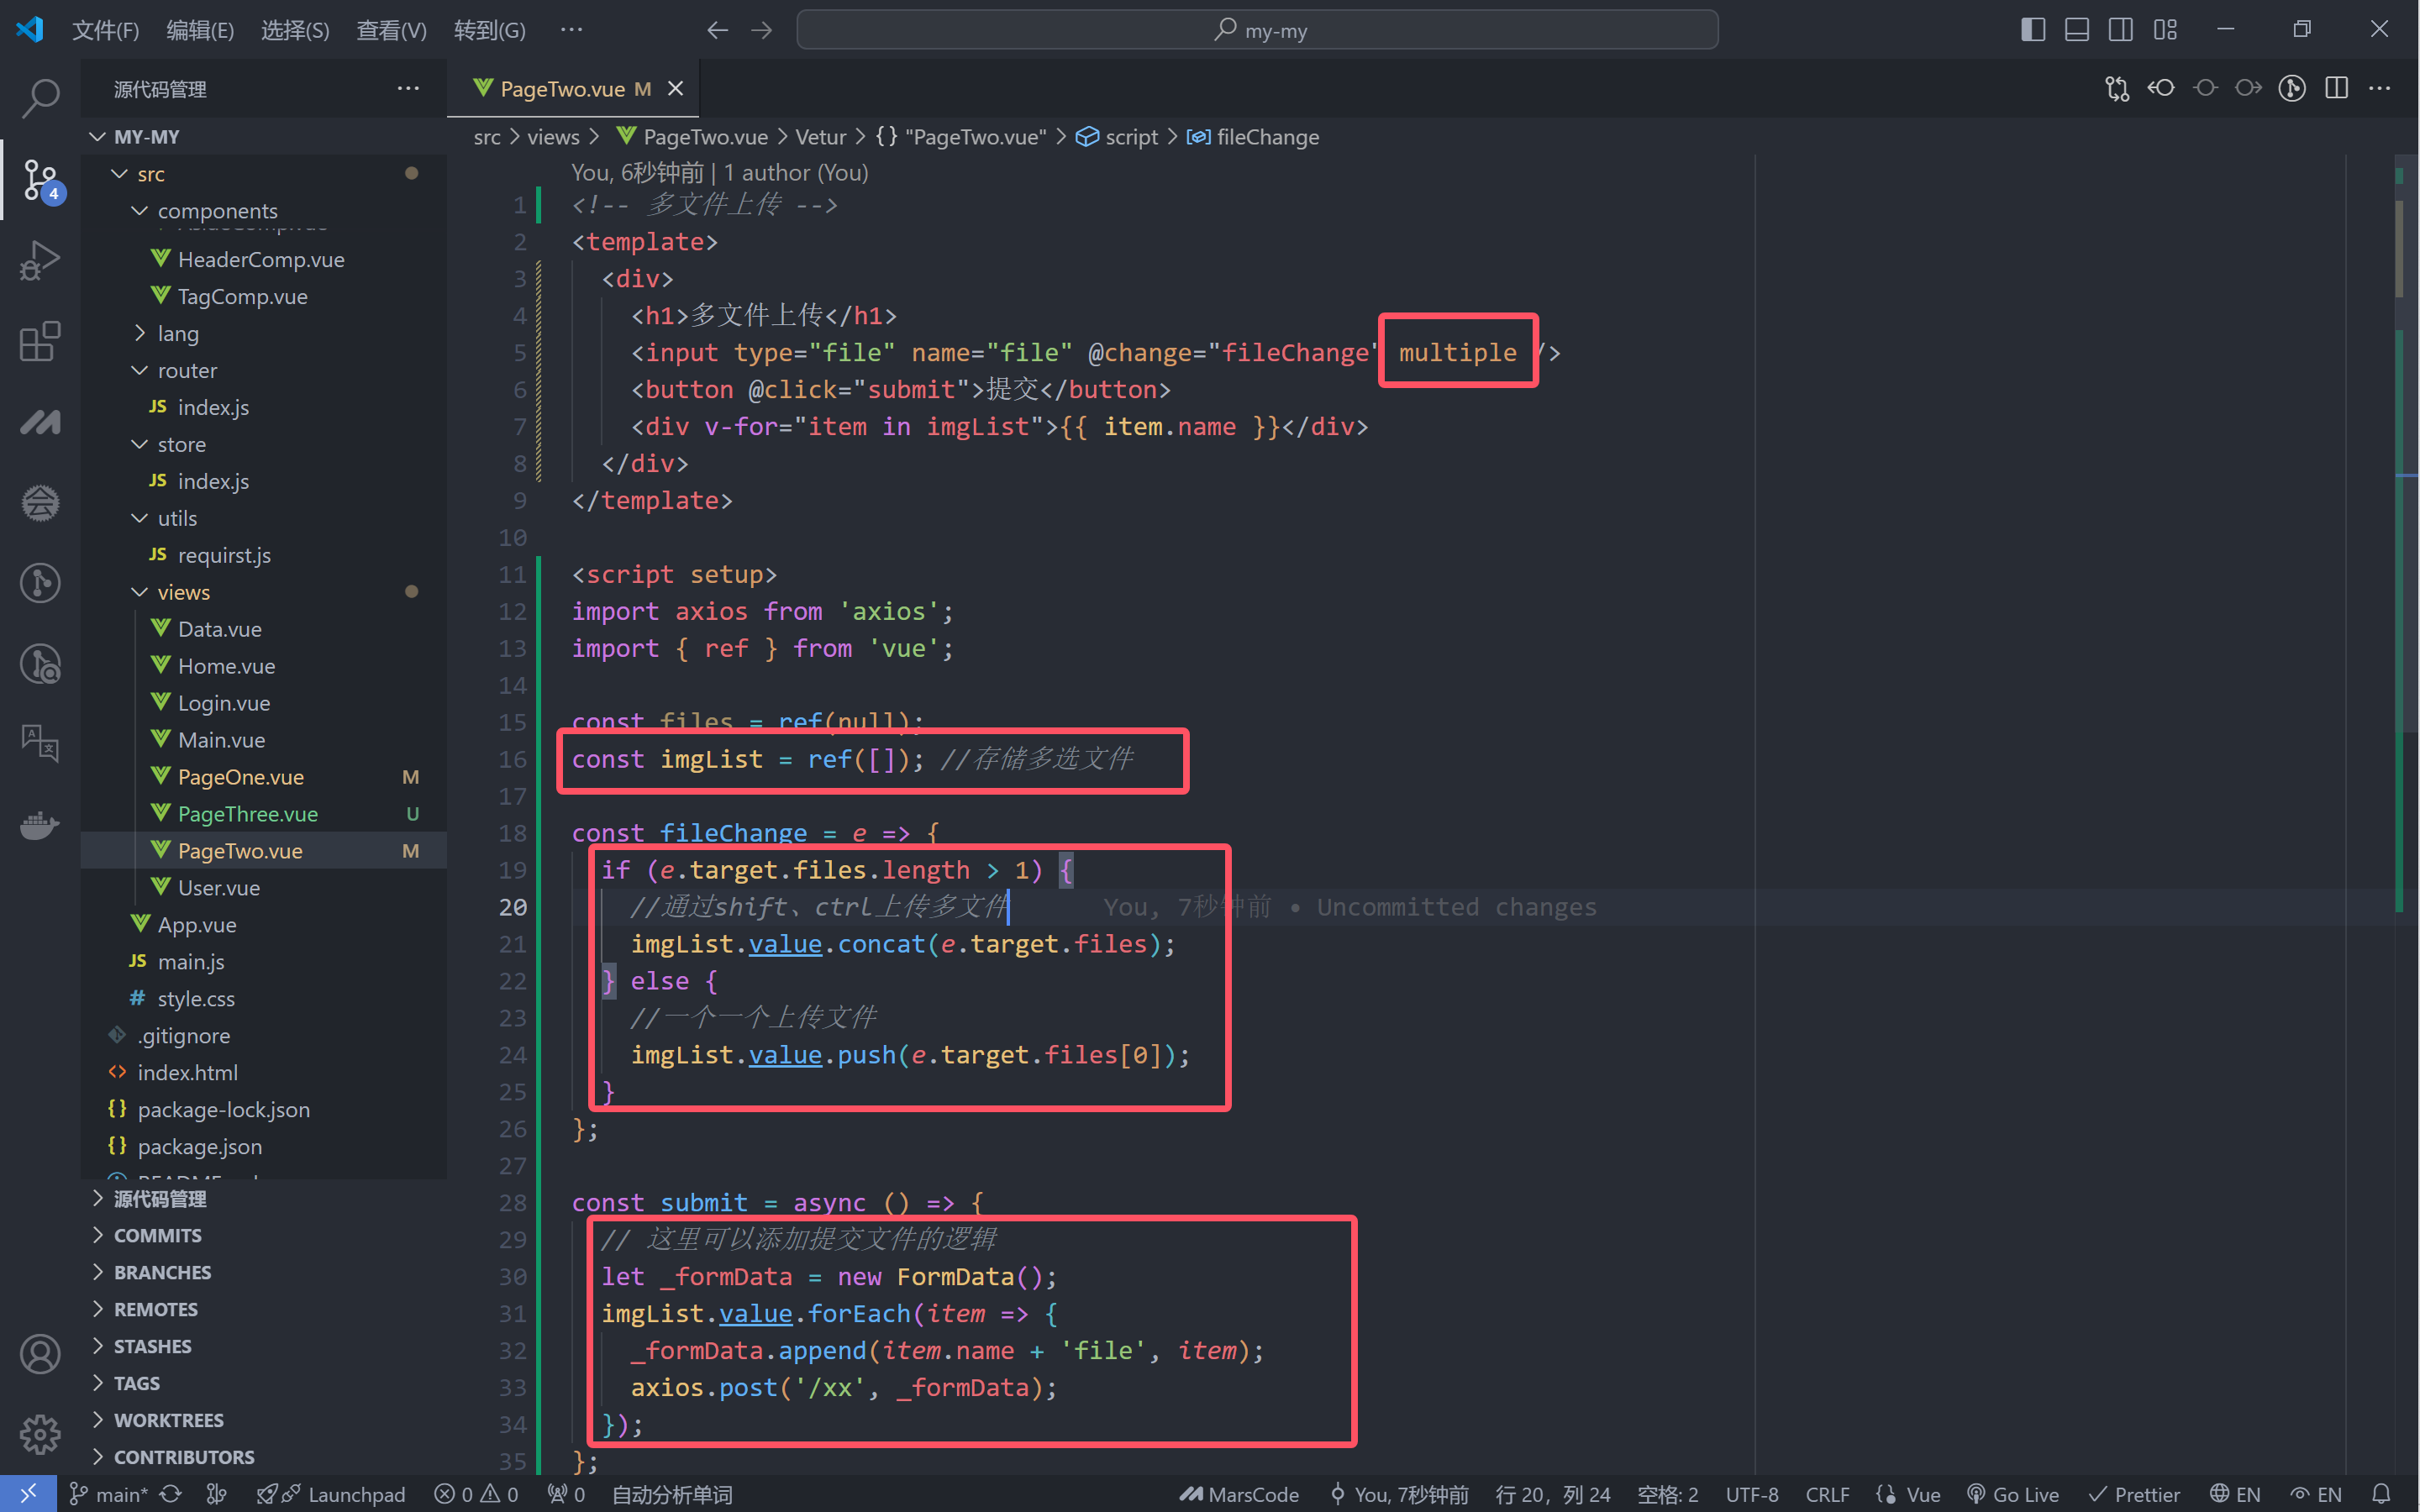 文件(F) 编辑(E) 选择(S) 查看(V) 转到(G) ··· my-my
源代码管理 ···
MY-MY
src
components
HeaderComp.vue
TagComp.vue
lang
router
JS index.js
store
JS index.js
utils
JS requirst.js
views
Data.vue
Home.vue
Login.vue
Main.vue
PageOne.vue M
PageThree.vue U
PageTwo.vue M
User.vue
App.vue
JS main.js
# style.css
.gitignore
<> index.html
{} package-lock.json
{} package.json
源代码管理
COMMITS
BRANCHES
REMOTES
STASHES
TAGS
WORKTREES
CONTRIBUTORS
4
PageTwo.vue M
src > views > PageTwo.vue > Vetur > {} "PageTwo.vue" > script > fileChange
You, 6秒钟前 | 1 author (You)
1 <!-- 多文件上传 -->
2 <template>
3 <div>
4 <h1>多文件上传</h1>
5 <input type="file" name="file" @change="fileChange" multiple />
6 <button @click="submit">提交</button>
7 <div v-for="item in imgList">{{ item.name }}</div>
8 </div>
9 </template>
10
11 <script setup>
12 import axios from 'axios';
13 import { ref } from 'vue';
14
15 const files = ref(null);
16 const imgList = ref([]); //存储多选文件
17
18 const fileChange = e => {
19 if (e.target.files.length > 1) {
20 //通过shift、ctrl上传多文件 You, 7秒钟前 • Uncommitted changes
21 imgList.value.concat(e.target.files);
22 } else {
23 //一个一个上传文件
24 imgList.value.push(e.target.files[0]);
25 }
26 };
27
28 const submit = async () => {
29 // 这里可以添加提交文件的逻辑
30 let _formData = new FormData();
31 imgList.value.forEach(item => {
32 _formData.append(item.name + 'file', item);
33 axios.post('/xx', _formData);
34 });
35 };
main* Launchpad 0 0 0 自动分析单词 MarsCode You, 7秒钟前 行 20，列 24 空格: 2 UTF-8 CRLF Vue Go Live Prettier EN EN